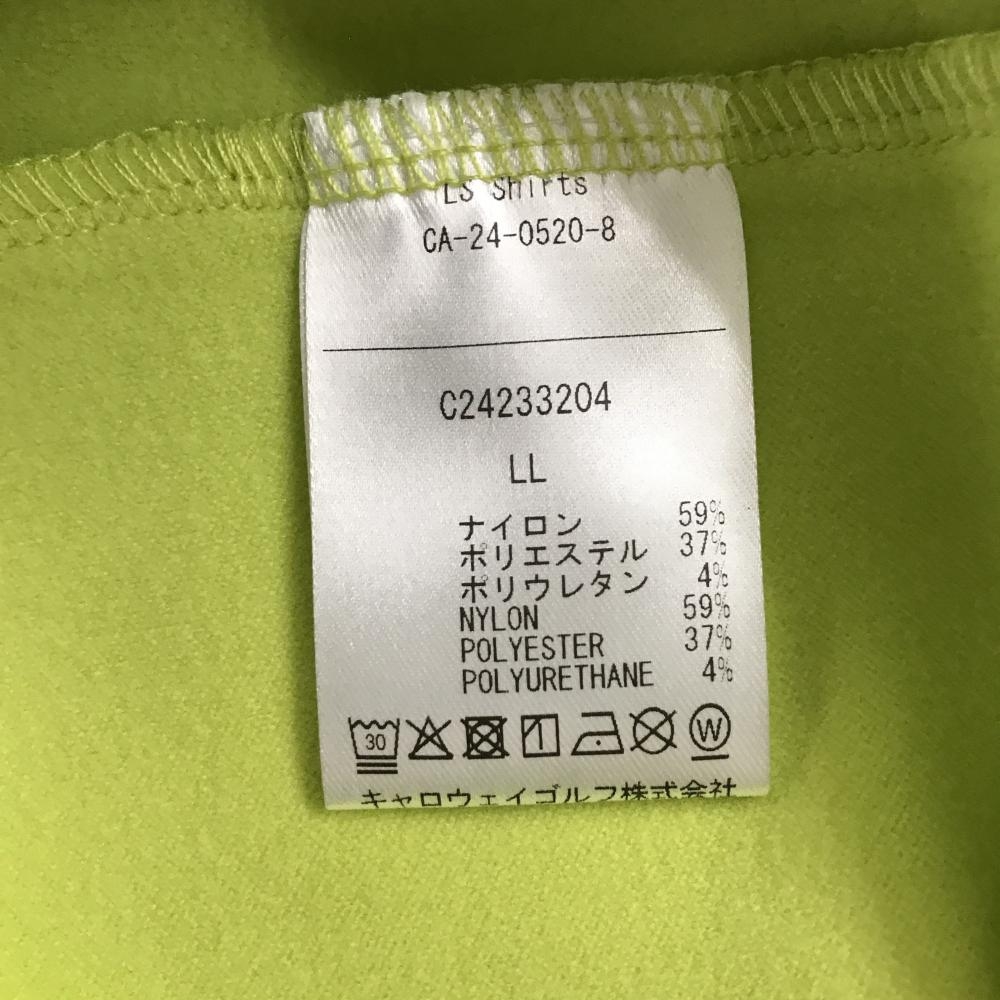 LS Shirts
CA-24-0520-8
C24233204
LL
ナイロン 59%
ポリエステル 37%
ポリウレタン 4%
NYLON 59%
POLYESTER 37%
POLYURETHANE 4%
30 W
キャロウェイゴルフ株式会社